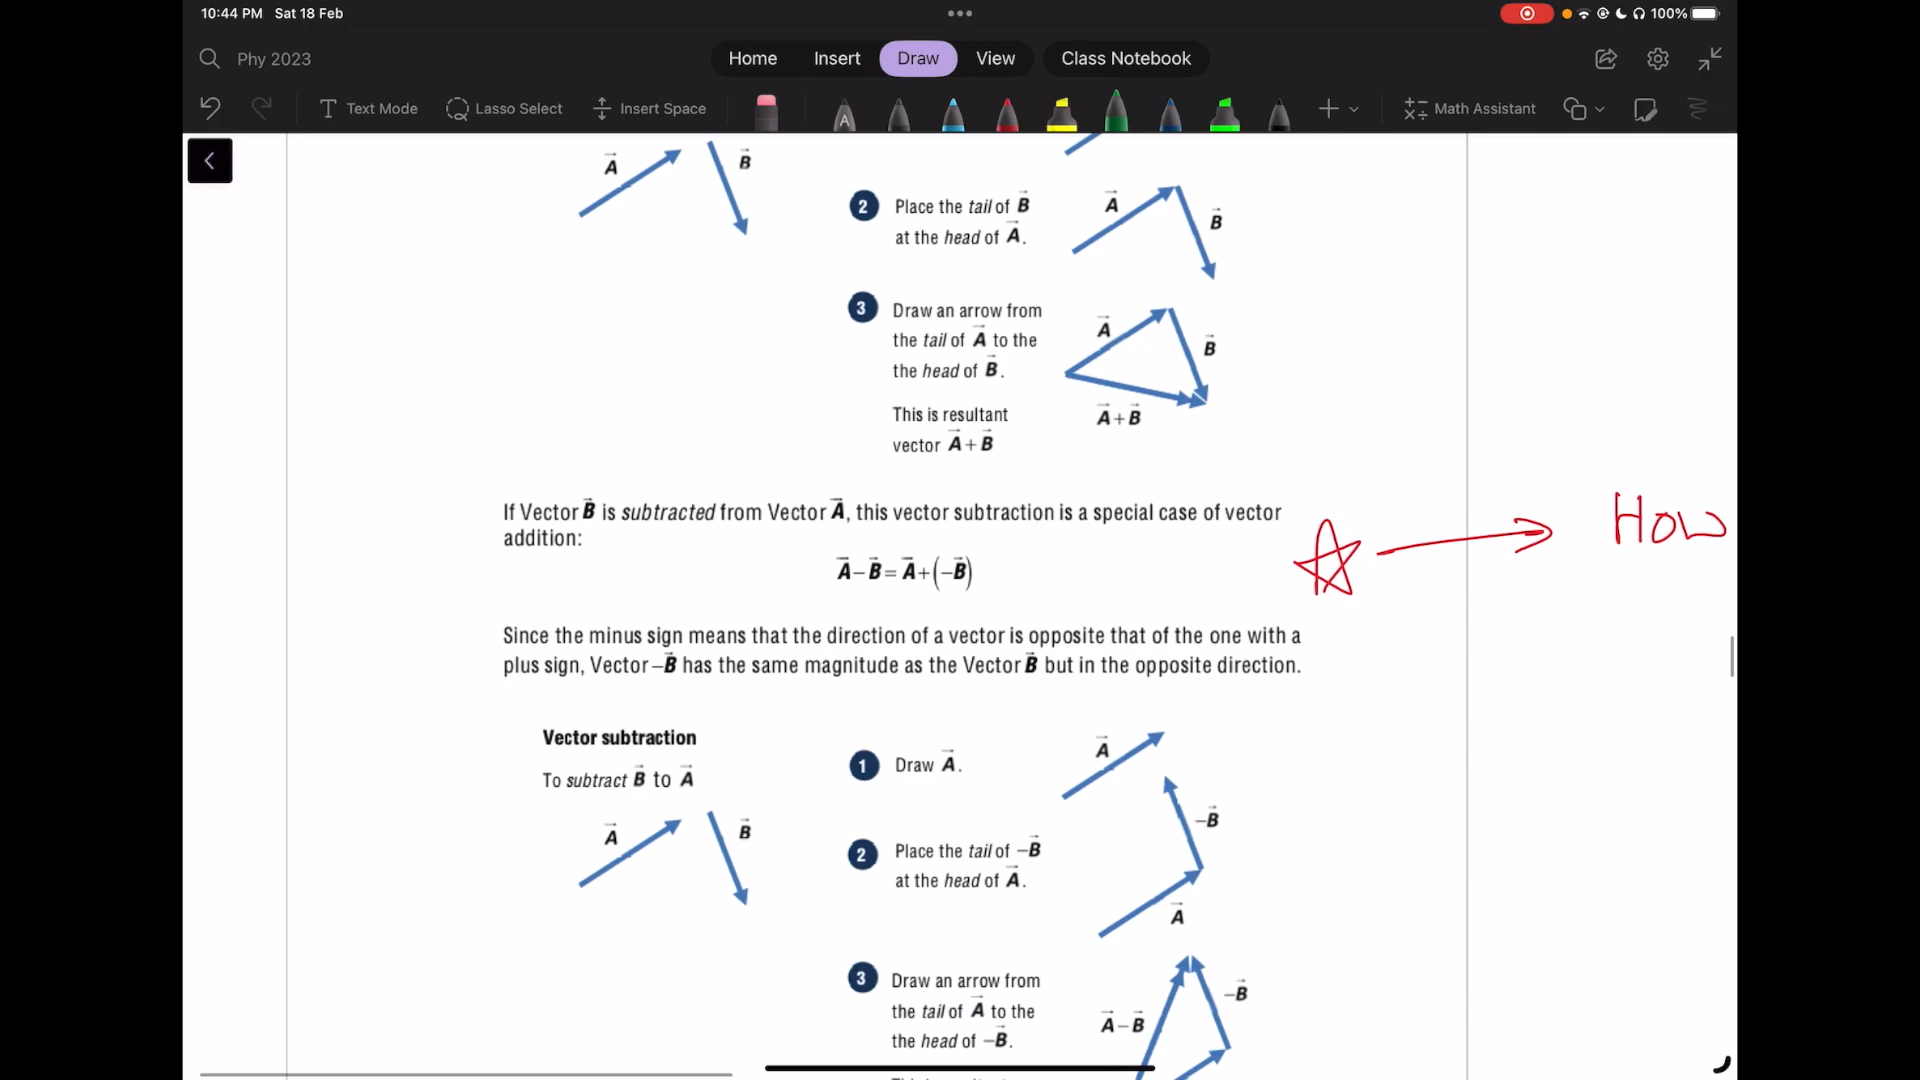 10:44 PM Sat 18 Feb
100%
Phy 2023
Home Insert Draw View Class Notebook
Text Mode Lasso Select Insert Space
A
Math Assistant
A⃗ B⃗
2 Place the tail of B⃗
at the head of A⃗.
A⃗ B⃗
3 Draw an arrow from
the tail of A⃗ to the
the head of B⃗.
This is resultant
vector A⃗+B⃗
A⃗ B⃗
A⃗+B⃗
If Vector B⃗ is subtracted from Vector A⃗, this vector subtraction is a special case of vector
addition:
A⃗−B⃗=A⃗+(−B⃗)
How
Since the minus sign means that the direction of a vector is opposite that of the one with a
plus sign, Vector −B⃗ has the same magnitude as the Vector B⃗ but in the opposite direction.
Vector subtraction
To subtract B⃗ to A⃗
A⃗ B⃗
1 Draw A⃗.
A⃗
2 Place the tail of −B⃗
at the head of A⃗.
−B⃗
A⃗
3 Draw an arrow from
the tail of A⃗ to the
the head of −B⃗.
A⃗−B⃗ −B⃗